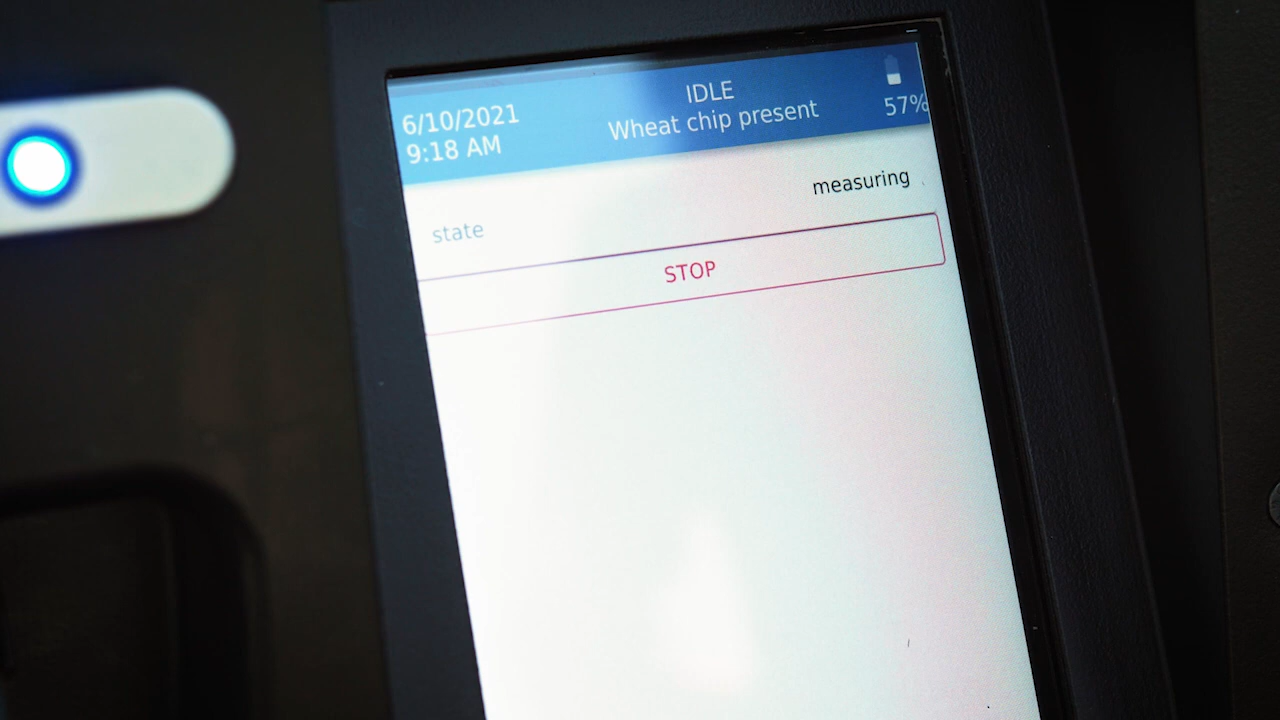 6/10/2021
9:18 AM
IDLE
Wheat chip present
57%
state
measuring
STOP